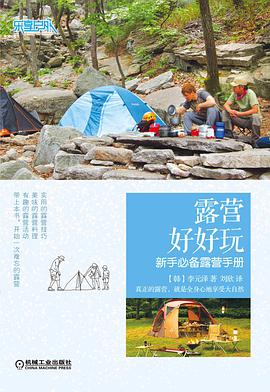 乐享户外
露营
好好玩
新手必备露营手册
【韩】李元泽 著 刘欣 译
真正的露营，就是全身心地享受大自然
实用的露营技巧
美味的露营料理
有趣的露营活动
带上本书，开始一次难忘的露营
机械工业出版社
CHINA MACHINE PRESS